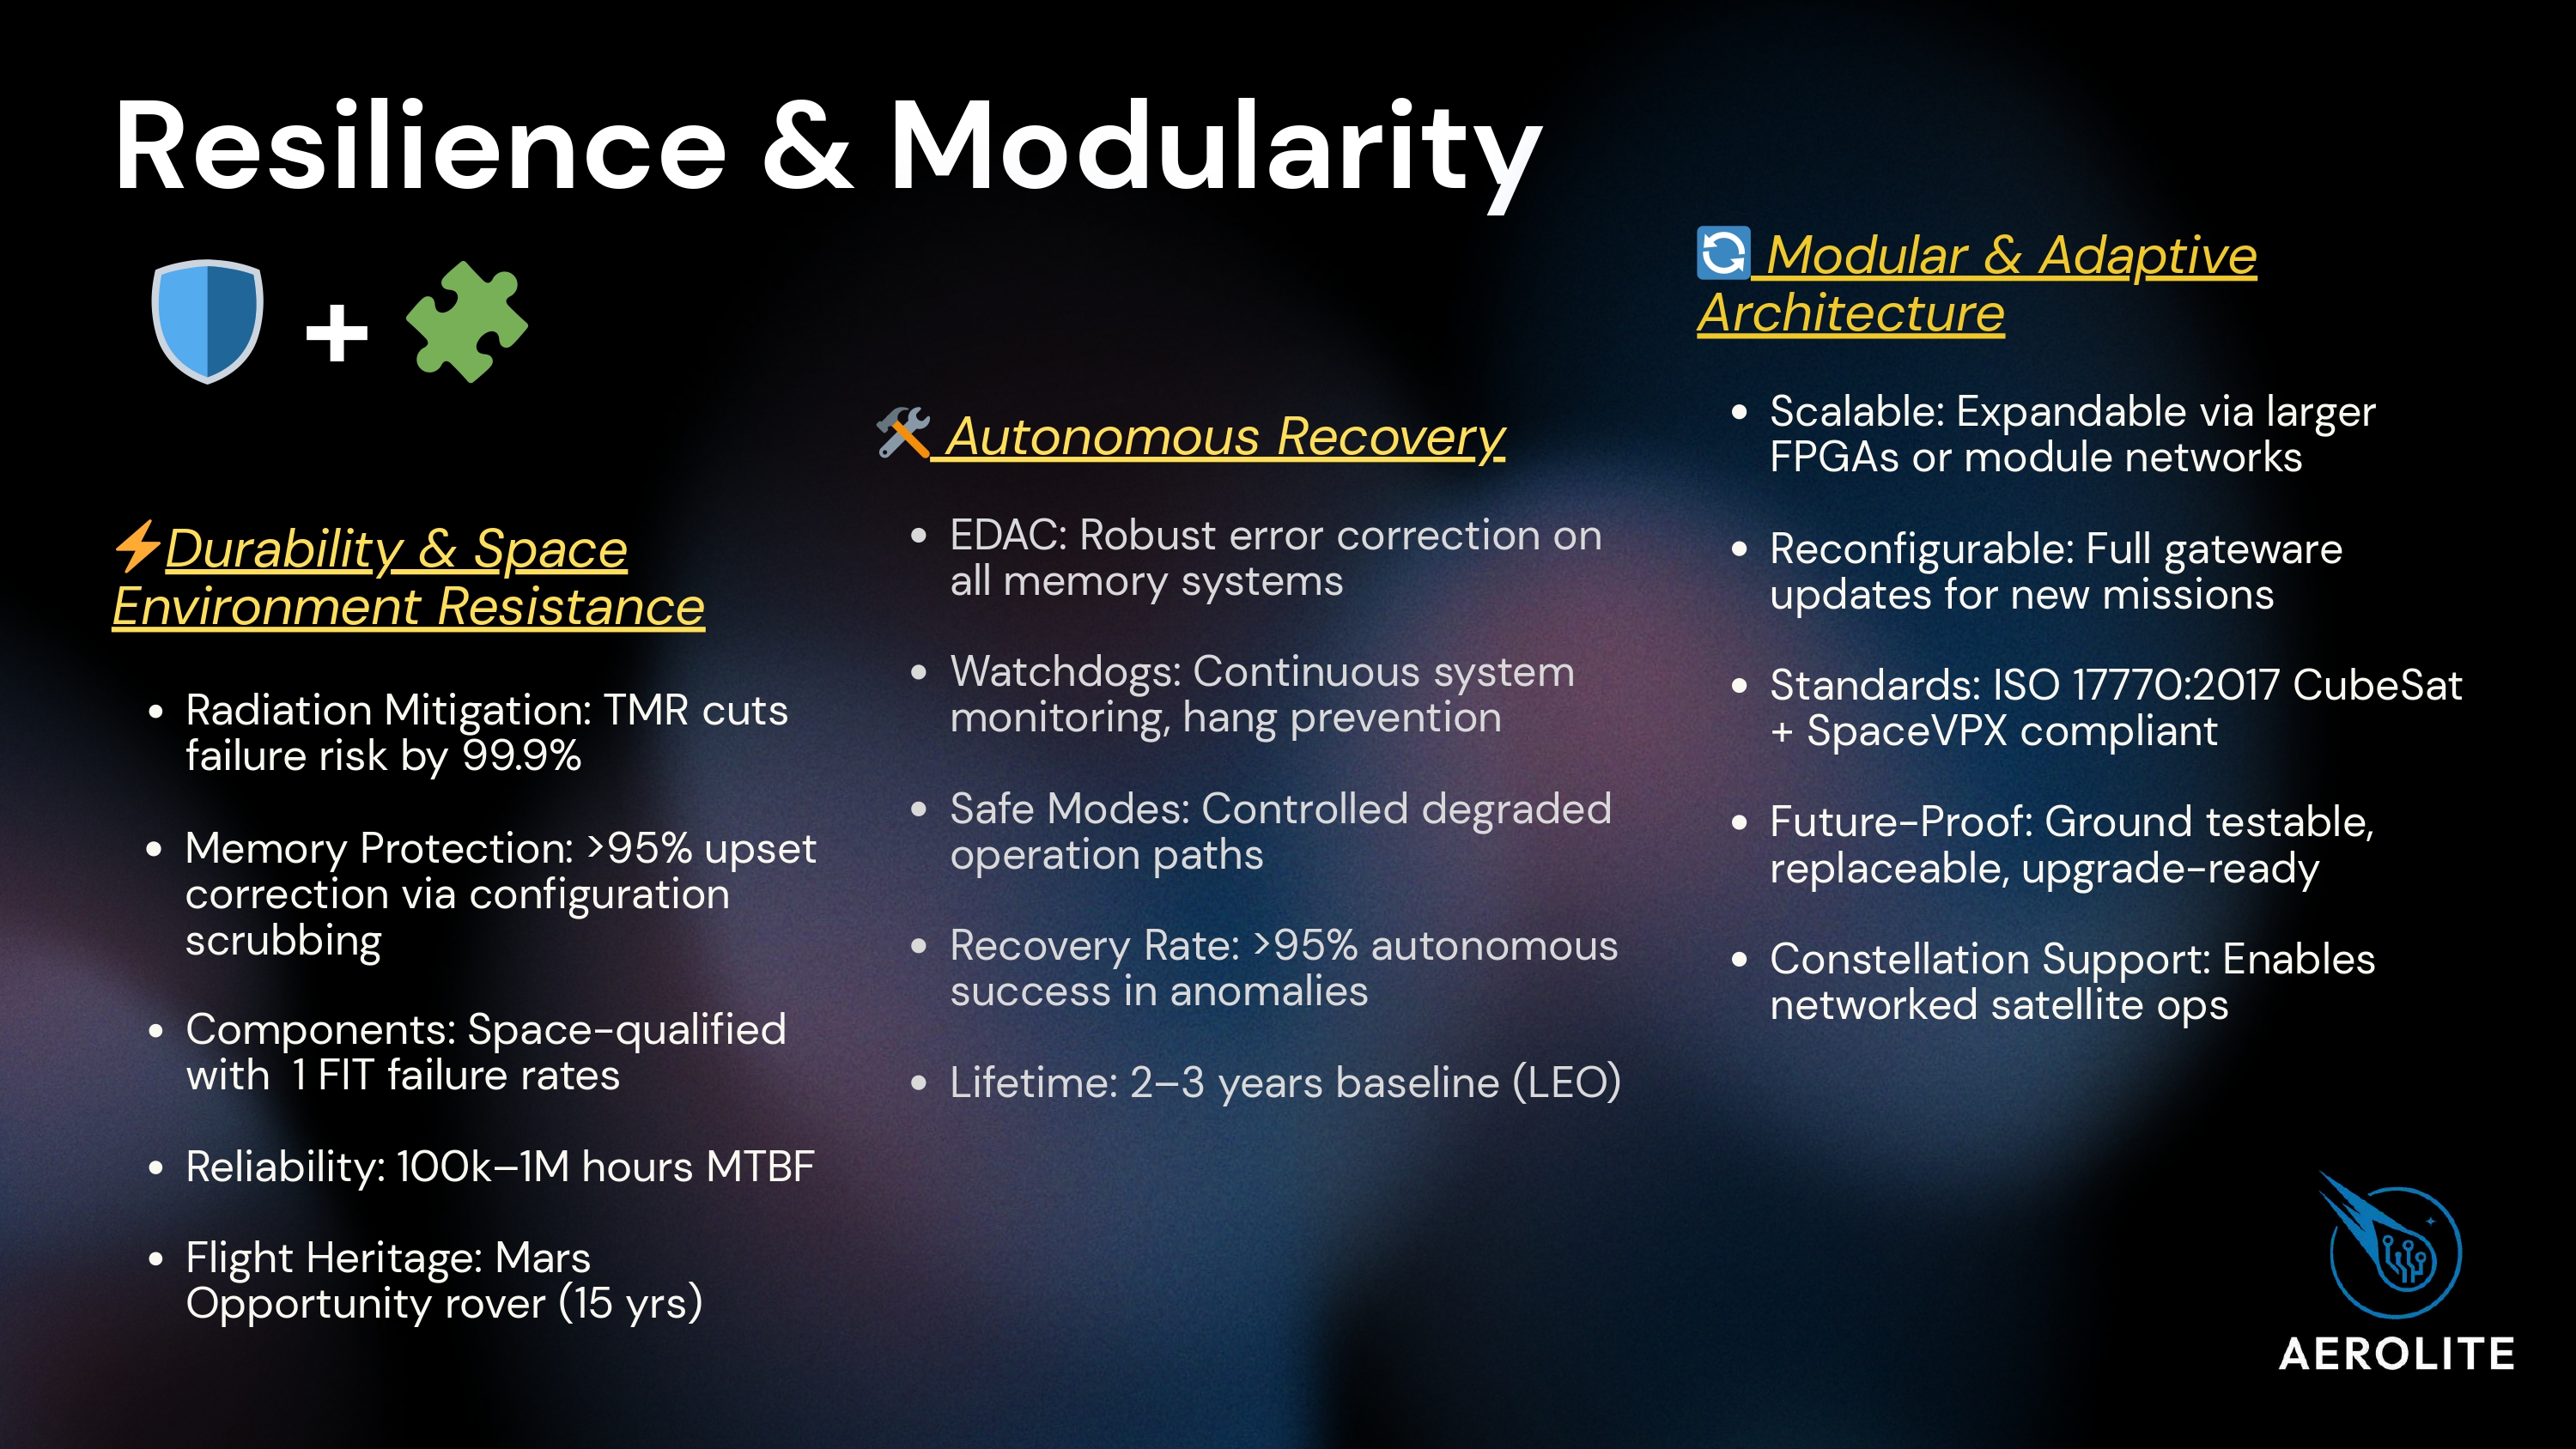 Resilience & Modularity
+
Durability & Space
Environment Resistance
• Radiation Mitigation: TMR cuts
failure risk by 99.9%
• Memory Protection: >95% upset
correction via configuration
scrubbing
• Components: Space-qualified
with  1 FIT failure rates
• Reliability: 100k–1M hours MTBF
• Flight Heritage: Mars
Opportunity rover (15 yrs)
Autonomous Recovery
• EDAC: Robust error correction on
all memory systems
• Watchdogs: Continuous system
monitoring, hang prevention
• Safe Modes: Controlled degraded
operation paths
• Recovery Rate: >95% autonomous
success in anomalies
• Lifetime: 2–3 years baseline (LEO)
Modular & Adaptive
Architecture
• Scalable: Expandable via larger
FPGAs or module networks
• Reconfigurable: Full gateware
updates for new missions
• Standards: ISO 17770:2017 CubeSat
+ SpaceVPX compliant
• Future-Proof: Ground testable,
replaceable, upgrade-ready
• Constellation Support: Enables
networked satellite ops
AEROLITE